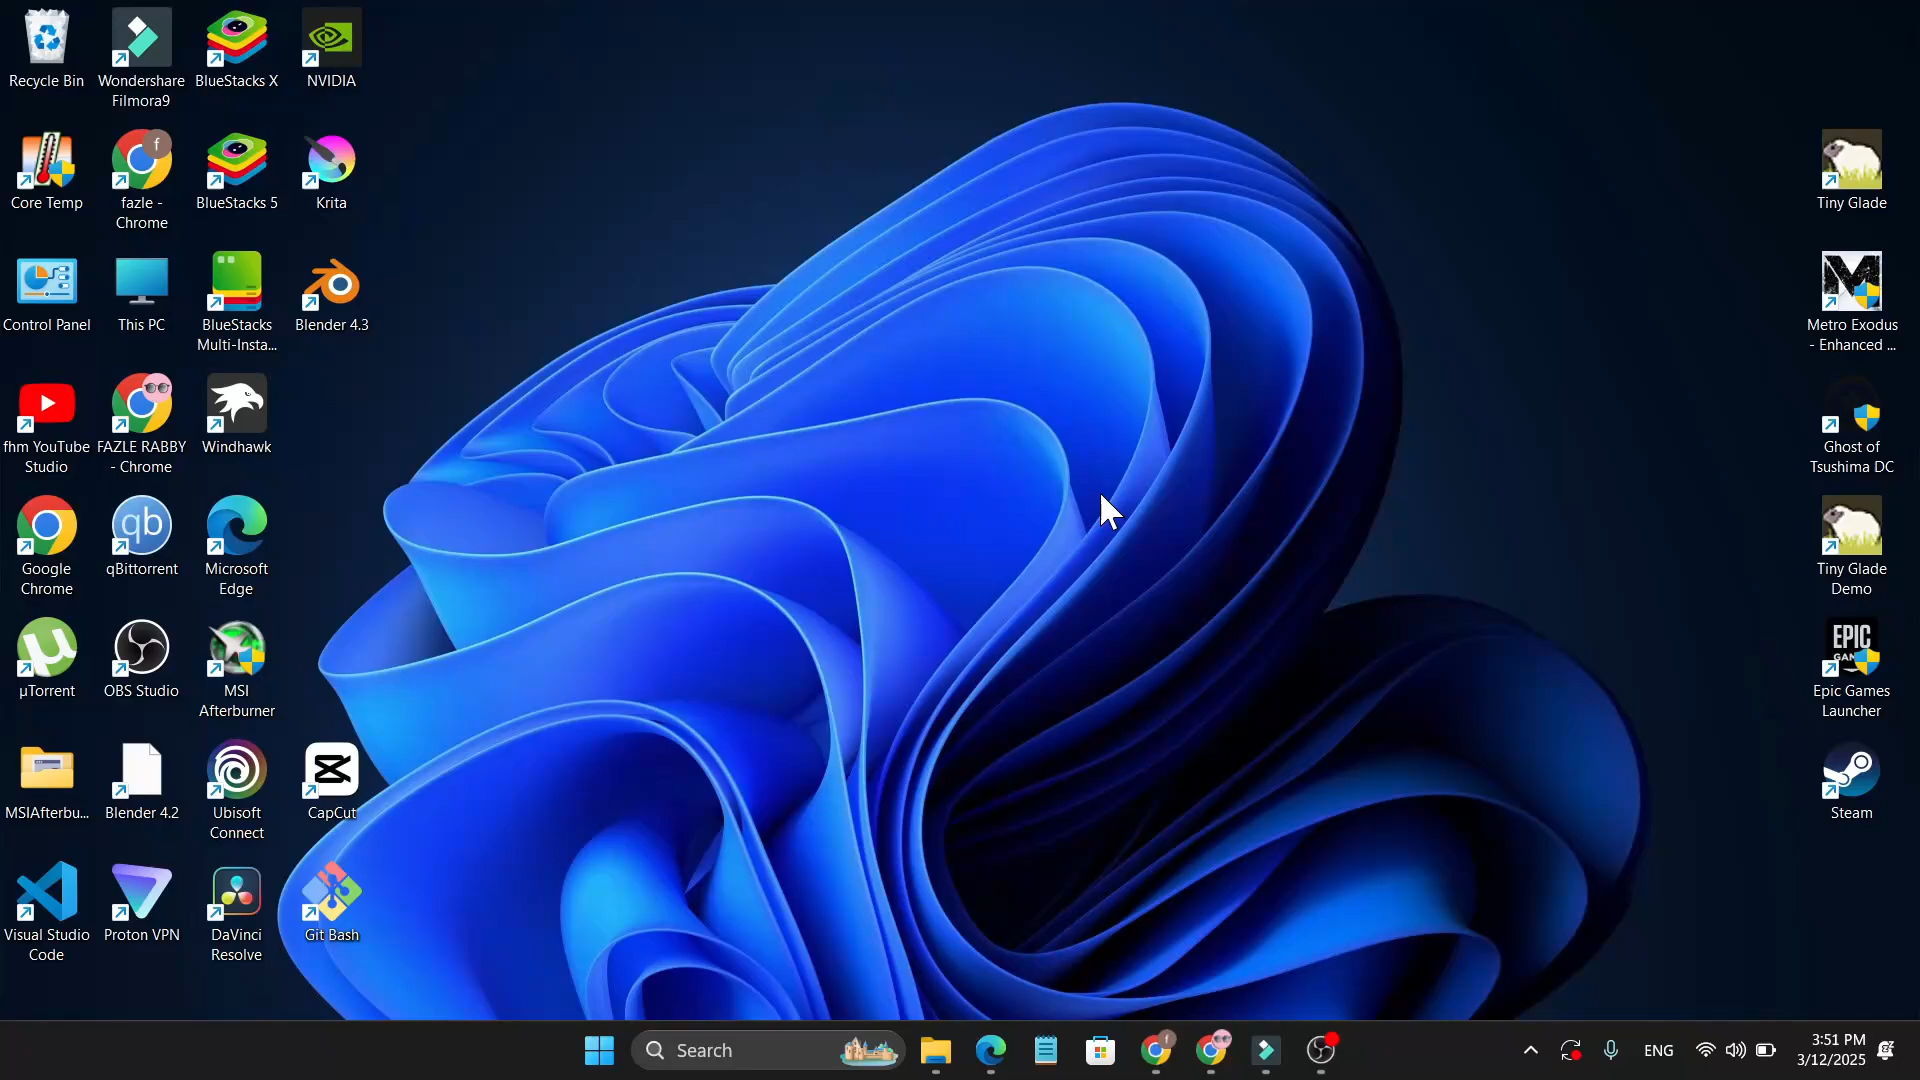 Recycle Bin
Wondershare
Filmora9
BlueStacks X
NVIDIA
Core Temp
fazle -
Chrome
BlueStacks 5
Krita
Control Panel
This PC
BlueStacks
Multi-Insta...
Blender 4.3
fhm YouTube
Studio
FAZLE RABBY
- Chrome
Windhawk
Google
Chrome
qBittorrent
Microsoft
Edge
µTorrent
OBS Studio
MSI
Afterburner
MSIAfterbu...
Blender 4.2
Ubisoft
Connect
CapCut
Visual Studio
Code
Proton VPN
DaVinci
Resolve
Git Bash
Tiny Glade
Metro Exodus
- Enhanced ...
Ghost of
Tsushima DC
Tiny Glade
Demo
EPIC
GAMES
Epic Games
Launcher
Steam
Search
ENG
3:51 PM
3/12/2025